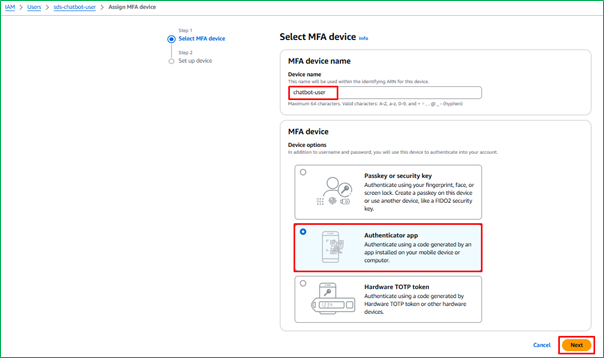 IAM > Users > sds-chatbot-user > Assign MFA device
Step 1
Select MFA device
Step 2
Set up device
Select MFA device Info
MFA device name
Device name
This name will be used within the identifying ARN for this device.
chatbot-user
Maximum 64 characters. Valid characters: A-Z, a-z, 0-9, and + = , . @ _ - (hyphen)
MFA device
Device options
In addition to username and password, you will use this device to authenticate into your account.
Passkey or security key
Authenticate using your fingerprint, face, or
screen lock. Create a passkey on this device
or use another device, like a FIDO2 security
key.
Authenticator app
Authenticate using a code generated by an
app installed on your mobile device or
computer.
Hardware TOTP token
Authenticate using a code generated by
Hardware TOTP token or other hardware
devices.
Cancel Next